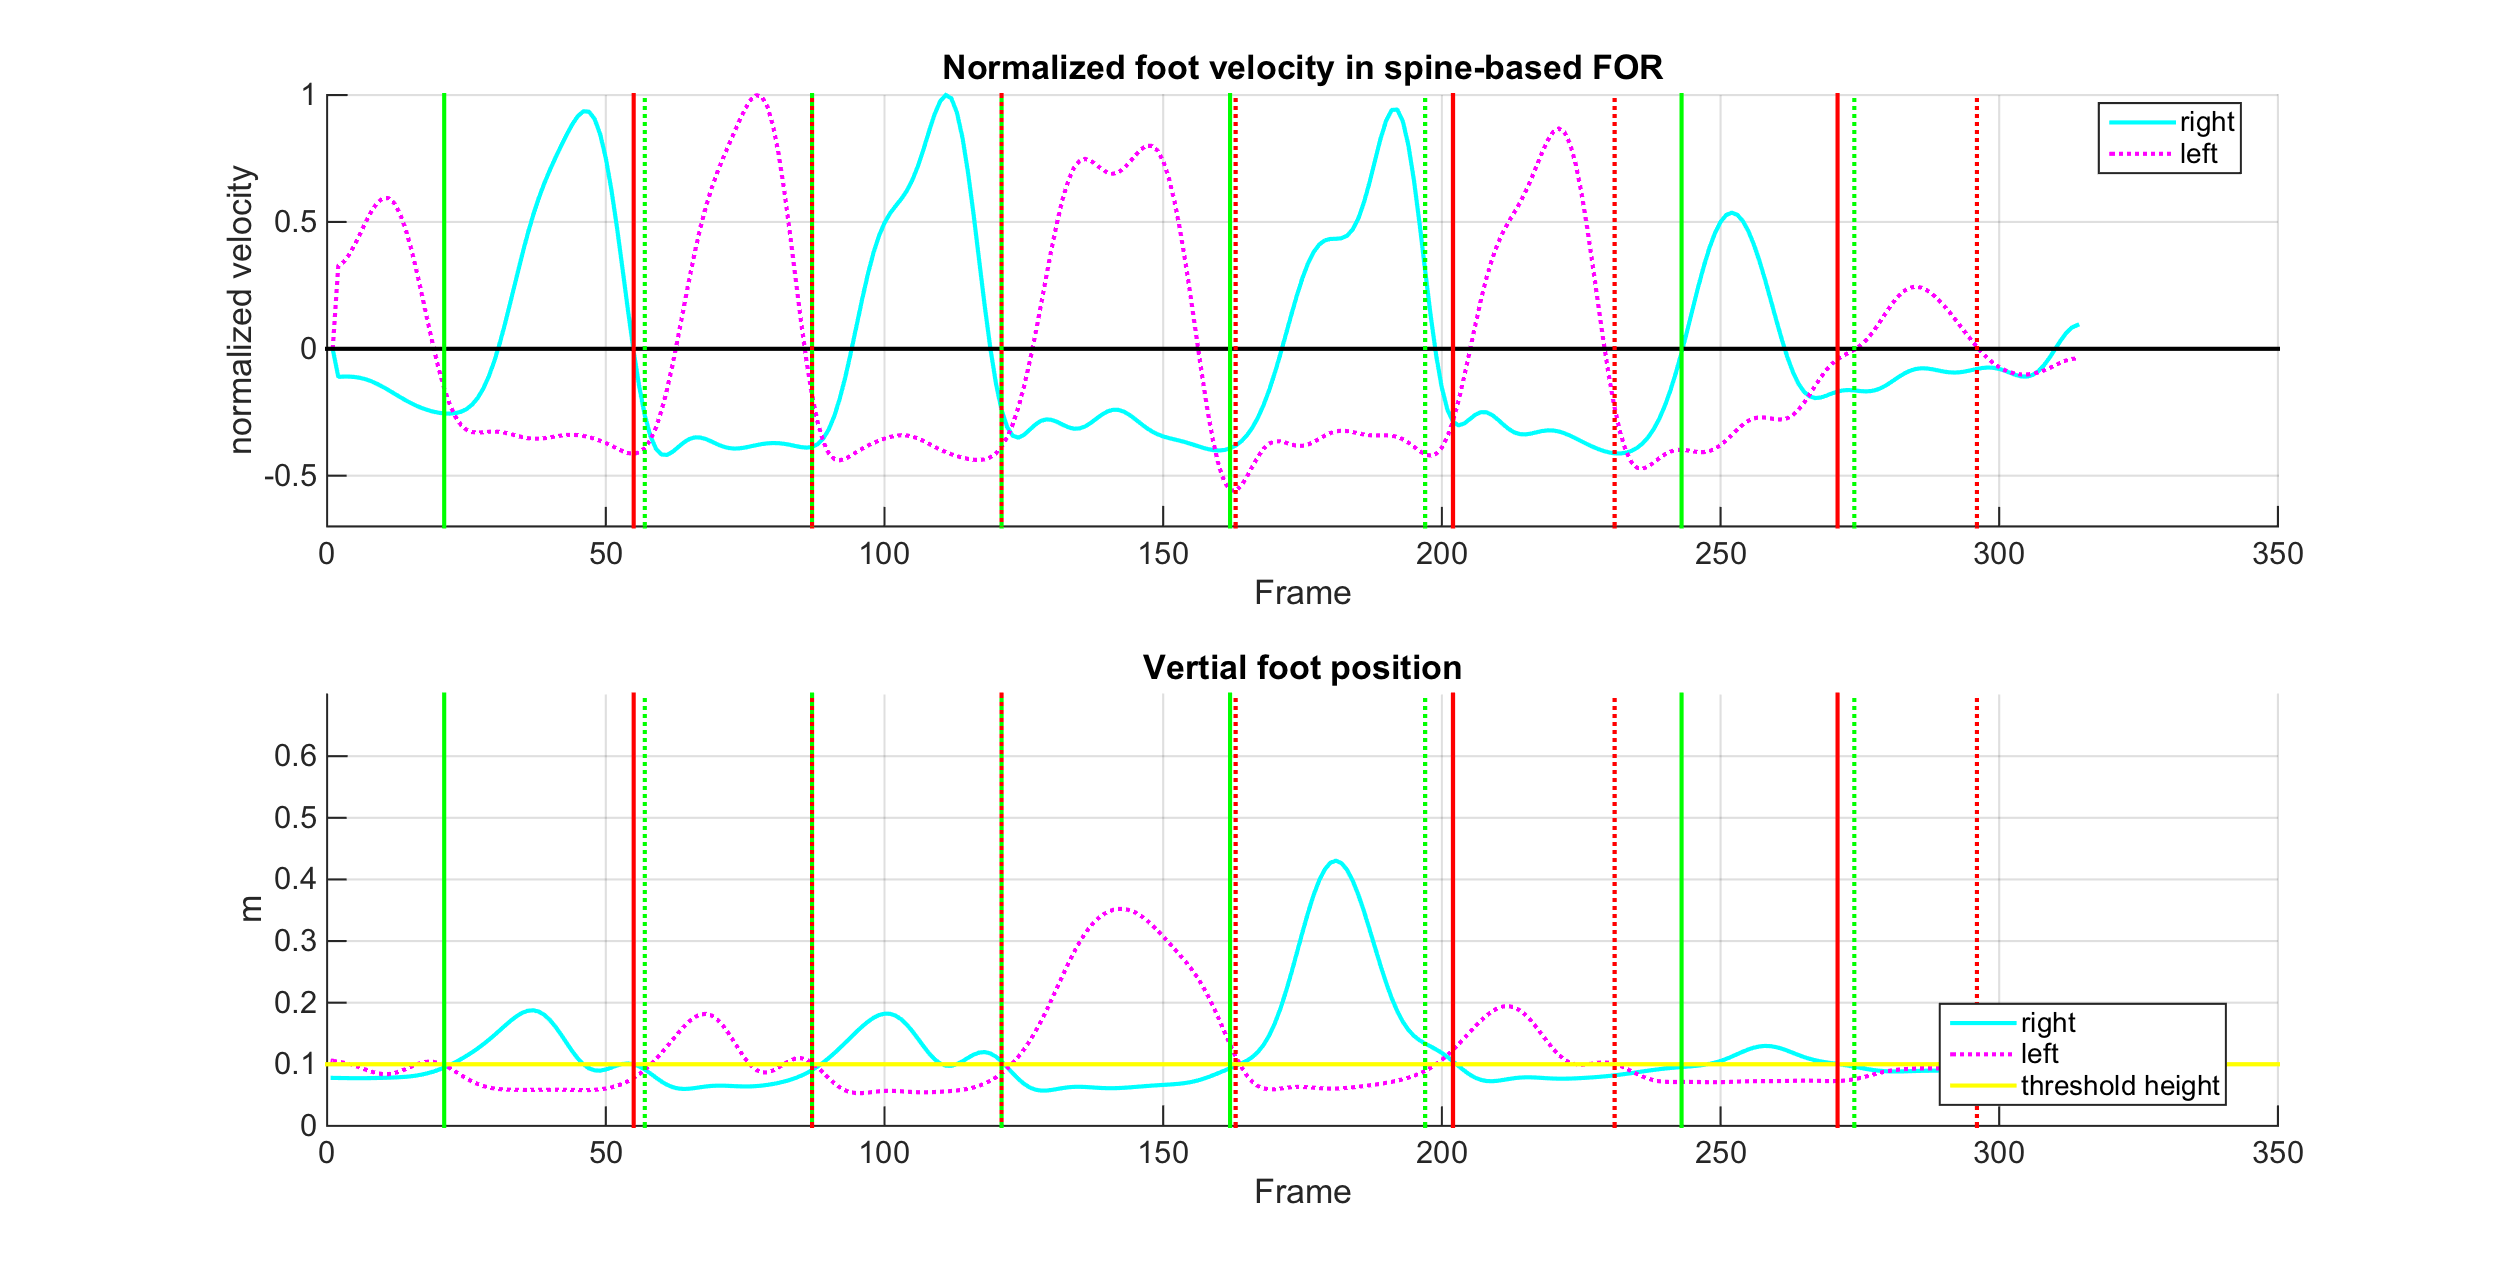 Normalized foot velocity in spine-based FOR
normalized velocity
1
0.5
0
-0.5
0 50 100 150 200 250 300 350
Frame
right
left
Vertial foot position
m
0.6
0.5
0.4
0.3
0.2
0.1
0
0 50 100 150 200 250 300 350
Frame
right
left
threshold height